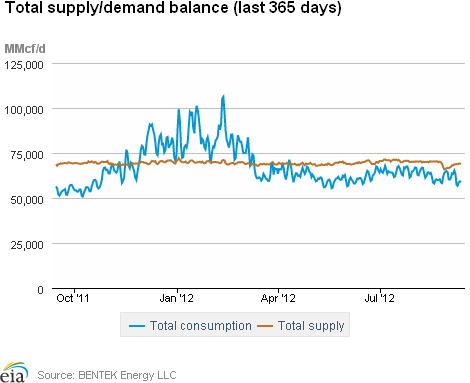 Total supply/demand balance (last 365 days)
MMcf/d
125,000
100,000
75,000
50,000
25,000
0
Oct '11 Jan '12 Apr '12 Jul '12
Total consumption Total supply
eia Source: BENTEK Energy LLC